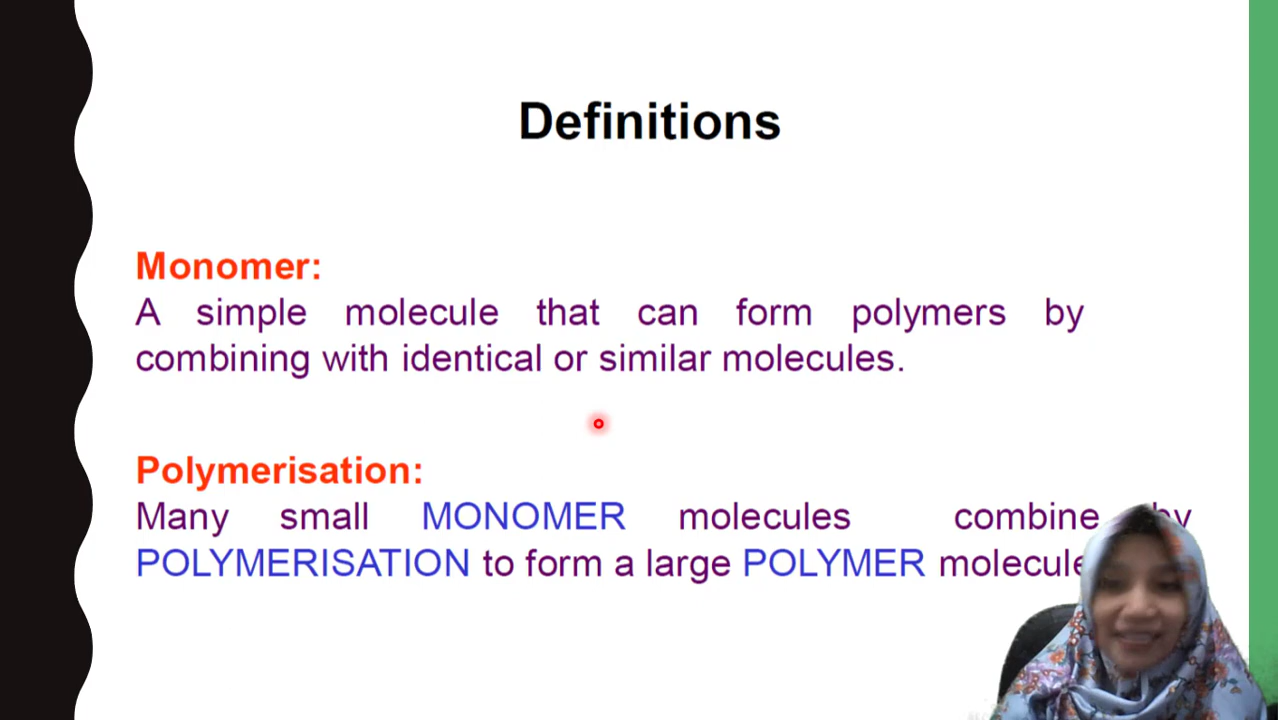 Definitions
Monomer:
A simple molecule that can form polymers by
combining with identical or similar molecules.
Polymerisation:
Many small MONOMER molecules combine by
POLYMERISATION to form a large POLYMER molecule